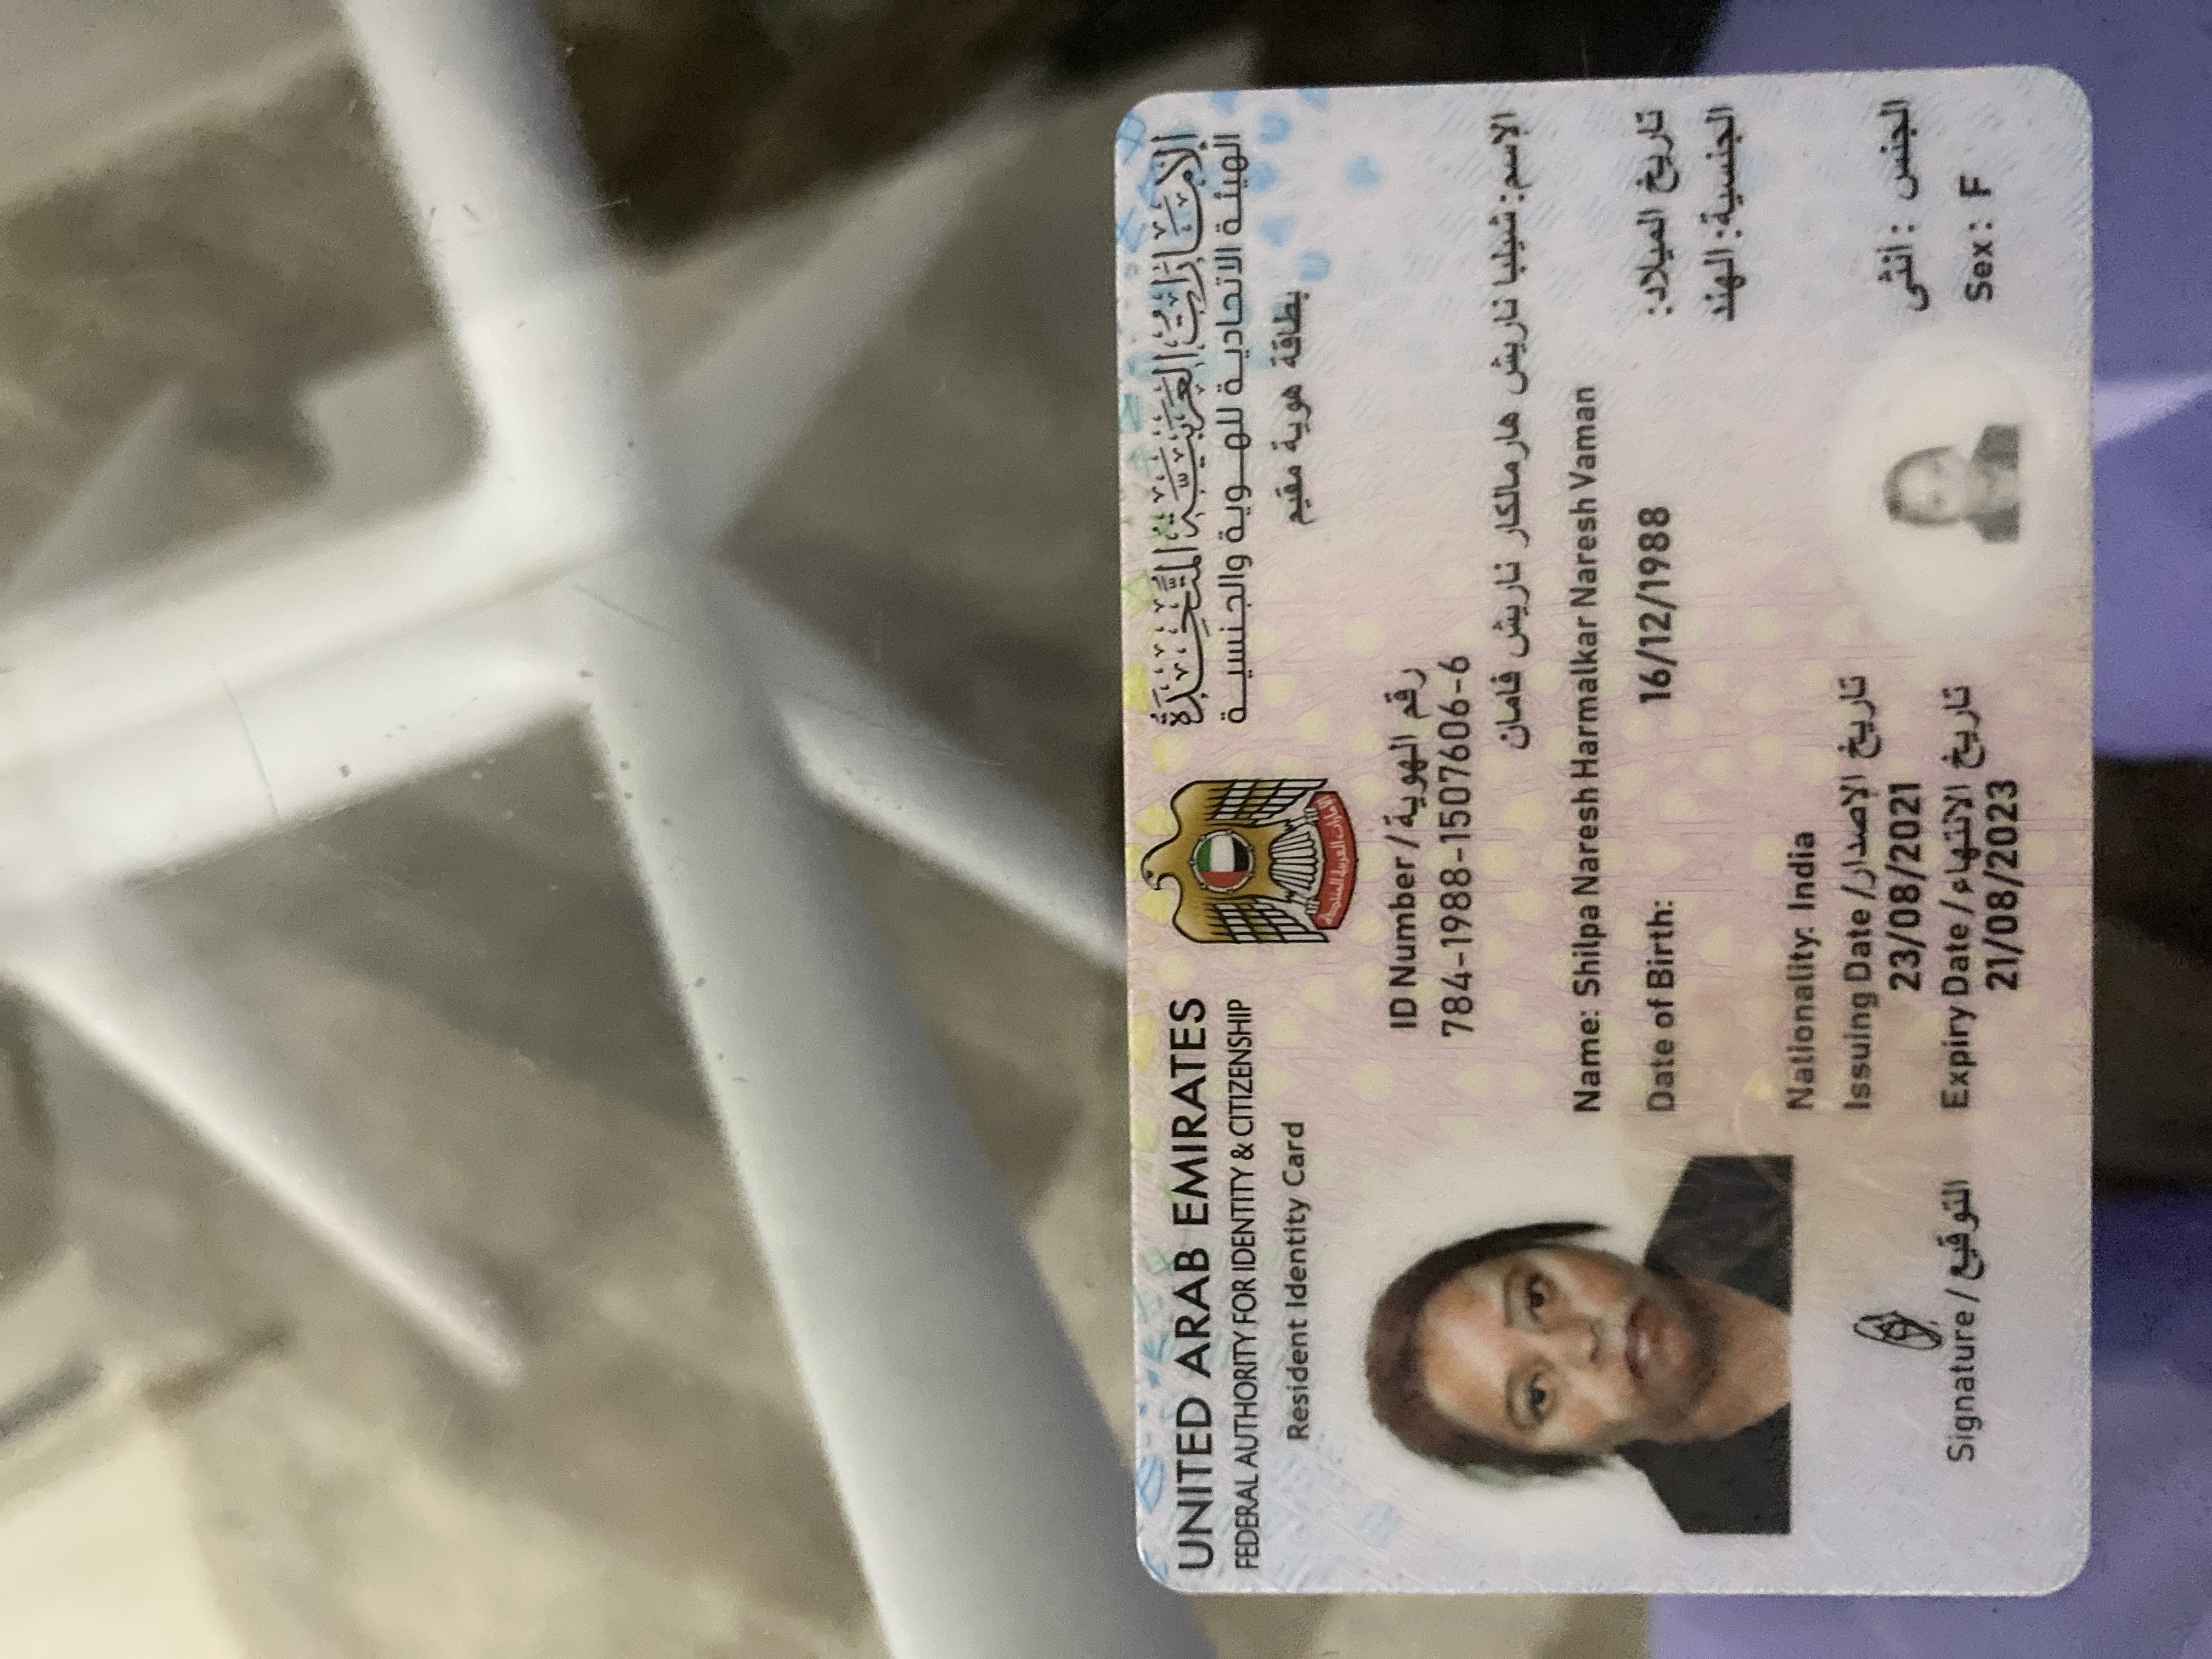 UNITED ARAB EMIRATES
الإمارات العربية المتحدة
FEDERAL AUTHORITY FOR IDENTITY & CITIZENSHIP
الهيئة الاتحادية للهوية والجنسية
Resident Identity Card
بطاقة هوية مقيم
الإمارات العربية المتحدة
ID Number / رقم الهوية
784-1988-1507606-6
الإسم: شيلبا ناريش هارمالكار ناريش فامان
Name: Shilpa Naresh Harmalkar Naresh Vaman
Date of Birth: 16/12/1988 تاريخ الميلاد:
الجنسية: الهند
Nationality: India
Issuing Date / تاريخ الإصدار
23/08/2021
الجنس : أنثى
Signature / التوقيع
Expiry Date / تاريخ الانتهاء
21/08/2023
Sex : F